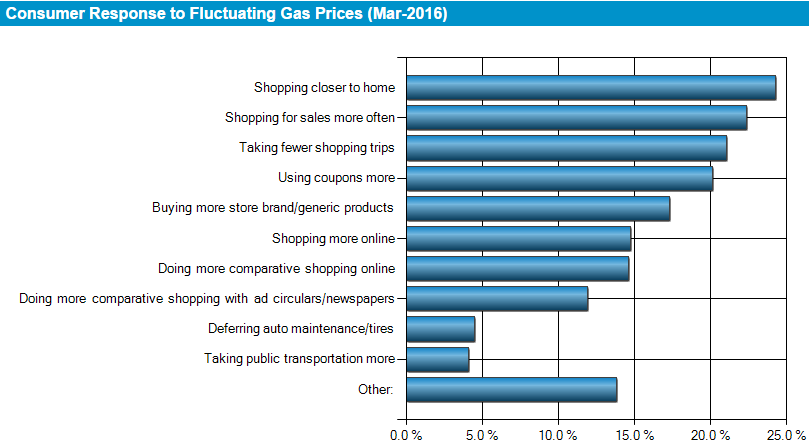 Consumer Response to Fluctuating Gas Prices (Mar-2016)
Shopping closer to home
Shopping for sales more often
Taking fewer shopping trips
Using coupons more
Buying more store brand/generic products
Shopping more online
Doing more comparative shopping online
Doing more comparative shopping with ad circulars/newspapers
Deferring auto maintenance/tires
Taking public transportation more
Other:
0.0 % 5.0 % 10.0 % 15.0 % 20.0 % 25.0 %